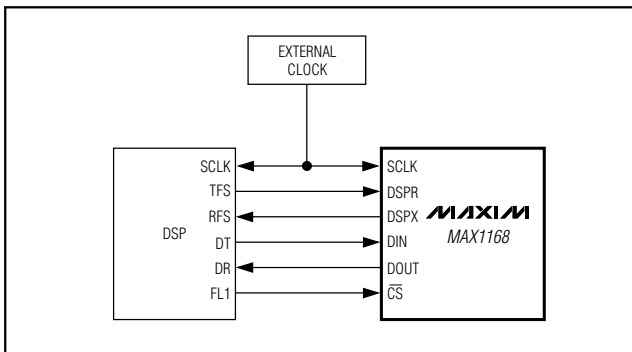 EXTERNAL
CLOCK
SCLK
SCLK
TFS
DSPR
RFS
DSPX
MAXIM
DSP
DT
DIN
MAX1168
DR
DOUT
FL1
CS